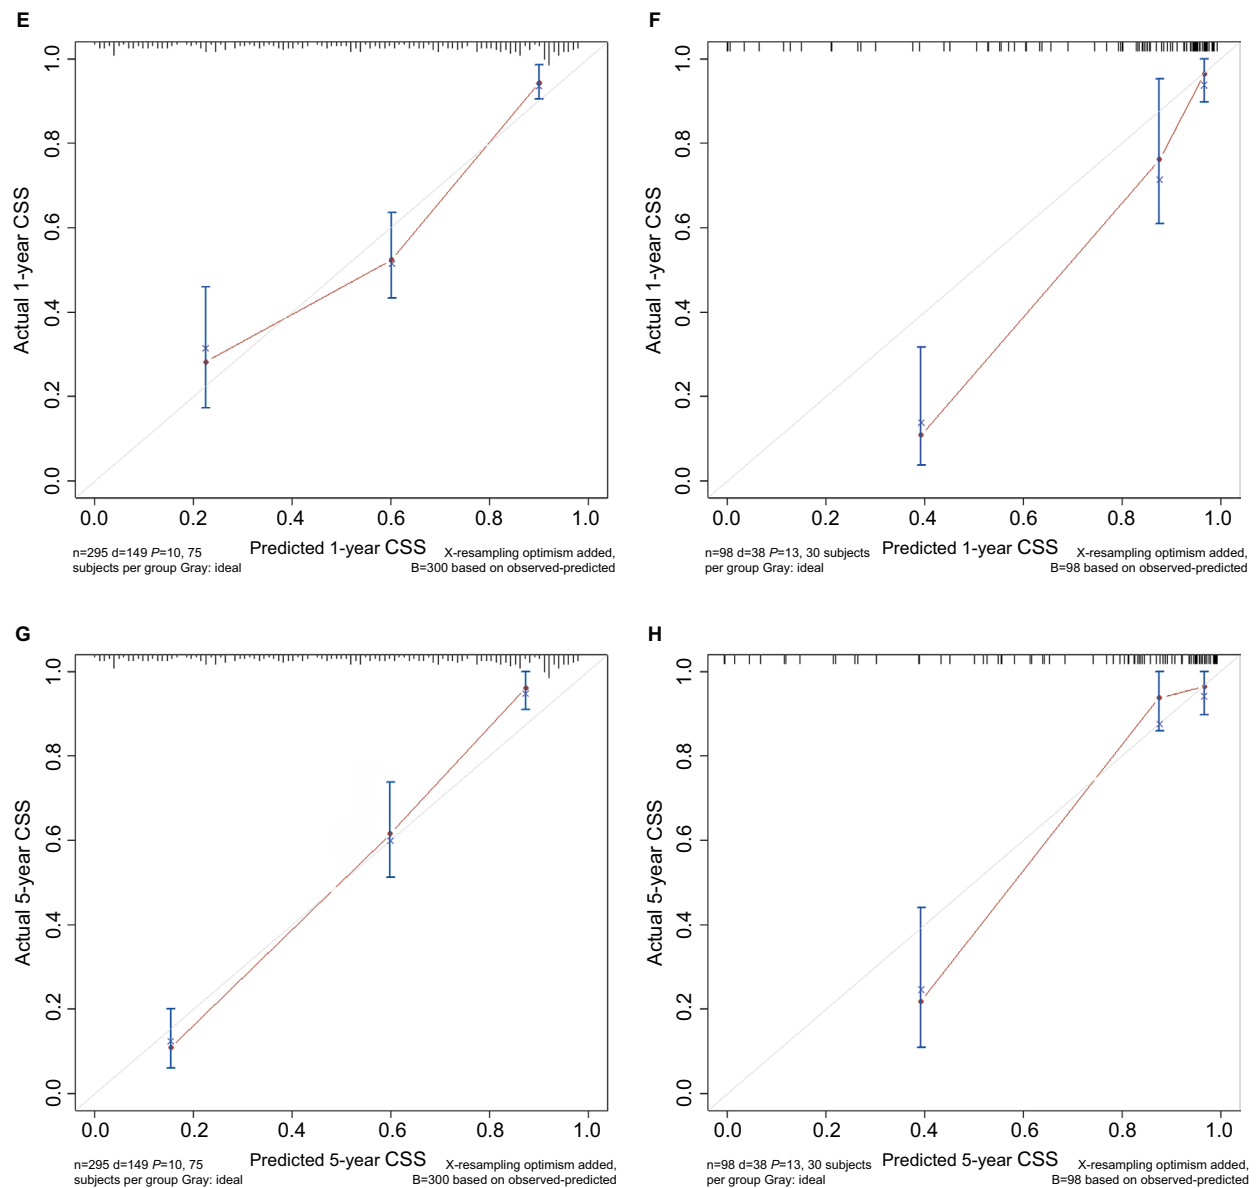 E
Actual 1-year CSS
1.0
0.8
0.6
0.4
0.2
0.0
0.0 0.2 0.4 0.6 0.8 1.0
Predicted 1-year CSS
n=295 d=149 P=10, 75
subjects per group Gray: ideal
X-resampling optimism added,
B=300 based on observed-predicted
F
Actual 1-year CSS
1.0
0.8
0.6
0.4
0.2
0.0
0.0 0.2 0.4 0.6 0.8 1.0
Predicted 1-year CSS
n=98 d=38 P=13, 30 subjects
per group Gray: ideal
X-resampling optimism added,
B=98 based on observed-predicted
G
Actual 5-year CSS
1.0
0.8
0.6
0.4
0.2
0.0
0.0 0.2 0.4 0.6 0.8 1.0
Predicted 5-year CSS
n=295 d=149 P=10, 75
subjects per group Gray: ideal
X-resampling optimism added,
B=300 based on observed-predicted
H
Actual 5-year CSS
1.0
0.8
0.6
0.4
0.2
0.0
0.0 0.2 0.4 0.6 0.8 1.0
Predicted 5-year CSS
n=98 d=38 P=13, 30 subjects
per group Gray: ideal
X-resampling optimism added,
B=98 based on observed-predicted